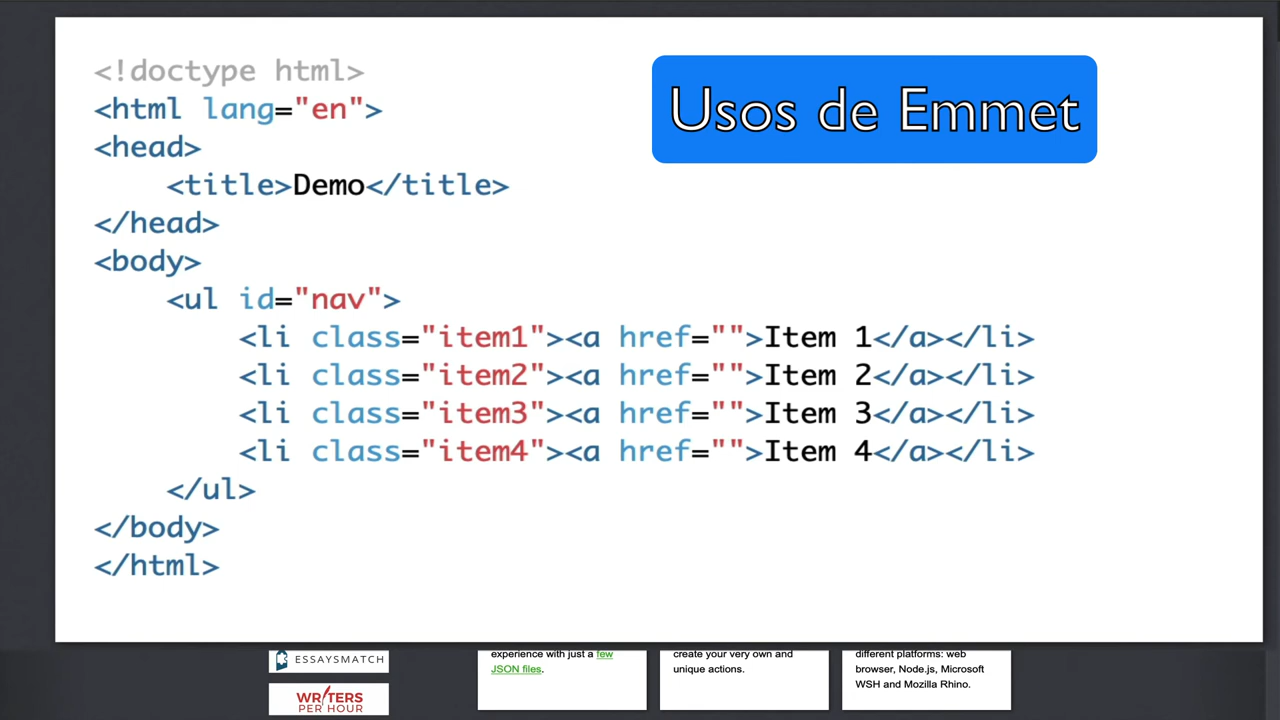 <!doctype html>
<html lang="en">
<head>
    <title>Demo</title>
</head>
<body>
    <ul id="nav">
        <li class="item1"><a href="">Item 1</a></li>
        <li class="item2"><a href="">Item 2</a></li>
        <li class="item3"><a href="">Item 3</a></li>
        <li class="item4"><a href="">Item 4</a></li>
    </ul>
</body>
</html>
Usos de Emmet
ESSAYSMATCH
WRITERS
PER HOUR
experience with just a few
JSON files.
create your very own and
unique actions.
different platforms: web
browser, Node.js, Microsoft
WSH and Mozilla Rhino.